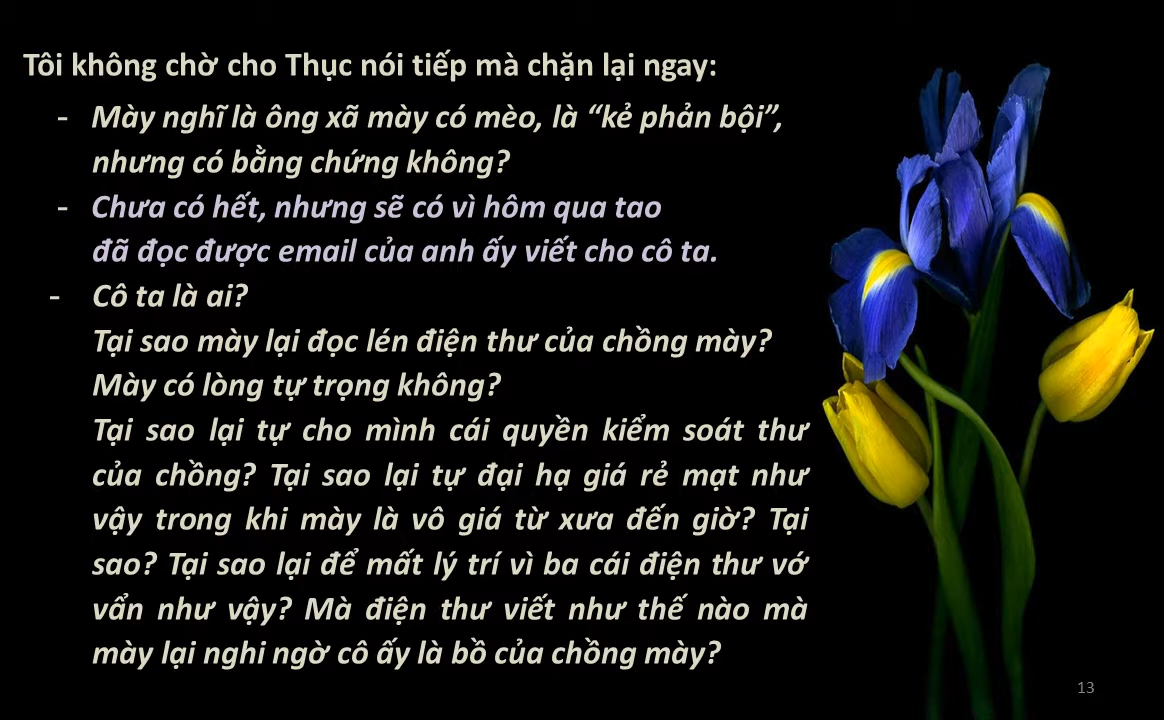 Tôi không chờ cho Thục nói tiếp mà chặn lại ngay:
- Mày nghĩ là ông xã mày có mèo, là “kẻ phản bội”,
nhưng có bằng chứng không?
- Chưa có hết, nhưng sẽ có vì hôm qua tao
đã đọc được email của anh ấy viết cho cô ta.
- Cô ta là ai?
Tại sao mày lại đọc lén điện thư của chồng mày?
Mày có lòng tự trọng không?
Tại sao lại tự cho mình cái quyền kiểm soát thư
của chồng? Tại sao lại tự đại hạ giá rẻ mạt như
vậy trong khi mày là vô giá từ xưa đến giờ? Tại
sao? Tại sao lại để mất lý trí vì ba cái điện thư vớ
vẩn như vậy? Mà điện thư viết như thế nào mà
mày lại nghi ngờ cô ấy là bồ của chồng mày?
13